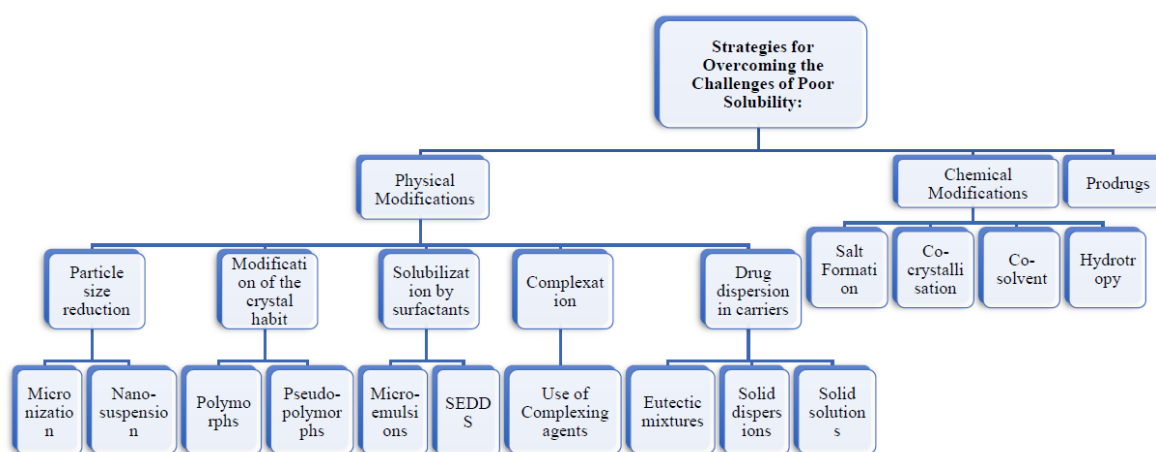 Strategies for
Overcoming the
Challenges of Poor
Solubility:
Physical
Modifications
Chemical
Modifications
Prodrugs
Particle
size
reduction
Modificati
on of the
crystal
habit
Solubilizat
ion by
surfactants
Complexa
tion
Drug
dispersion
in carriers
Salt
Formati
on
Co-
crystalli
sation
Co-
solvent
Hydrotr
opy
Micro
nizatio
n
Nano-
suspensio
n
Polymo
rphs
Pseudo-
polymor
phs
Micro-
emulsi
ons
SEDD
S
Use of
Complexing
agents
Eutectic
mixtures
Solid
dispers
ions
Solid
solution
s